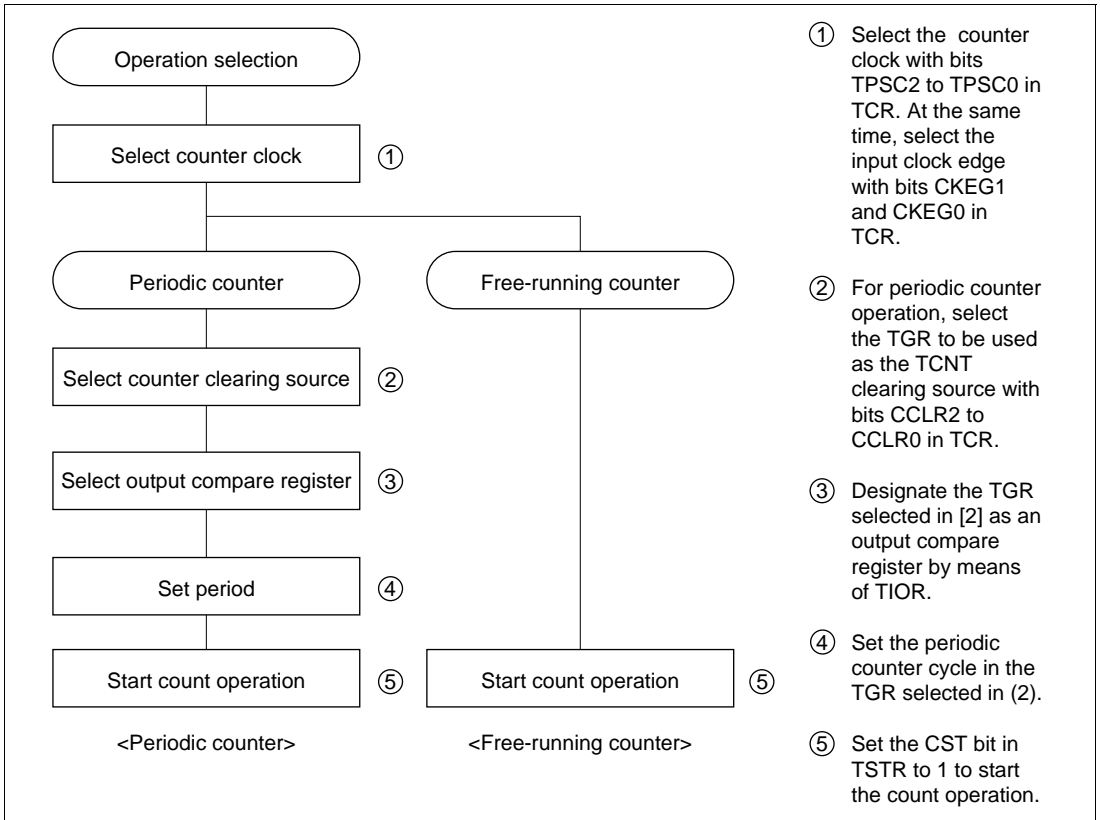 Operation selection
Select counter clock ①
Periodic counter
Free-running counter
Select counter clearing source ②
Select output compare register ③
Set period ④
Start count operation ⑤
Start count operation ⑤
<Periodic counter>
<Free-running counter>
① Select the counter
clock with bits
TPSC2 to TPSC0 in
TCR. At the same
time, select the
input clock edge
with bits CKEG1
and CKEG0 in
TCR.
② For periodic counter
operation, select
the TGR to be used
as the TCNT
clearing source with
bits CCLR2 to
CCLR0 in TCR.
③ Designate the TGR
selected in [2] as an
output compare
register by means
of TIOR.
④ Set the periodic
counter cycle in the
TGR selected in (2).
⑤ Set the CST bit in
TSTR to 1 to start
the count operation.